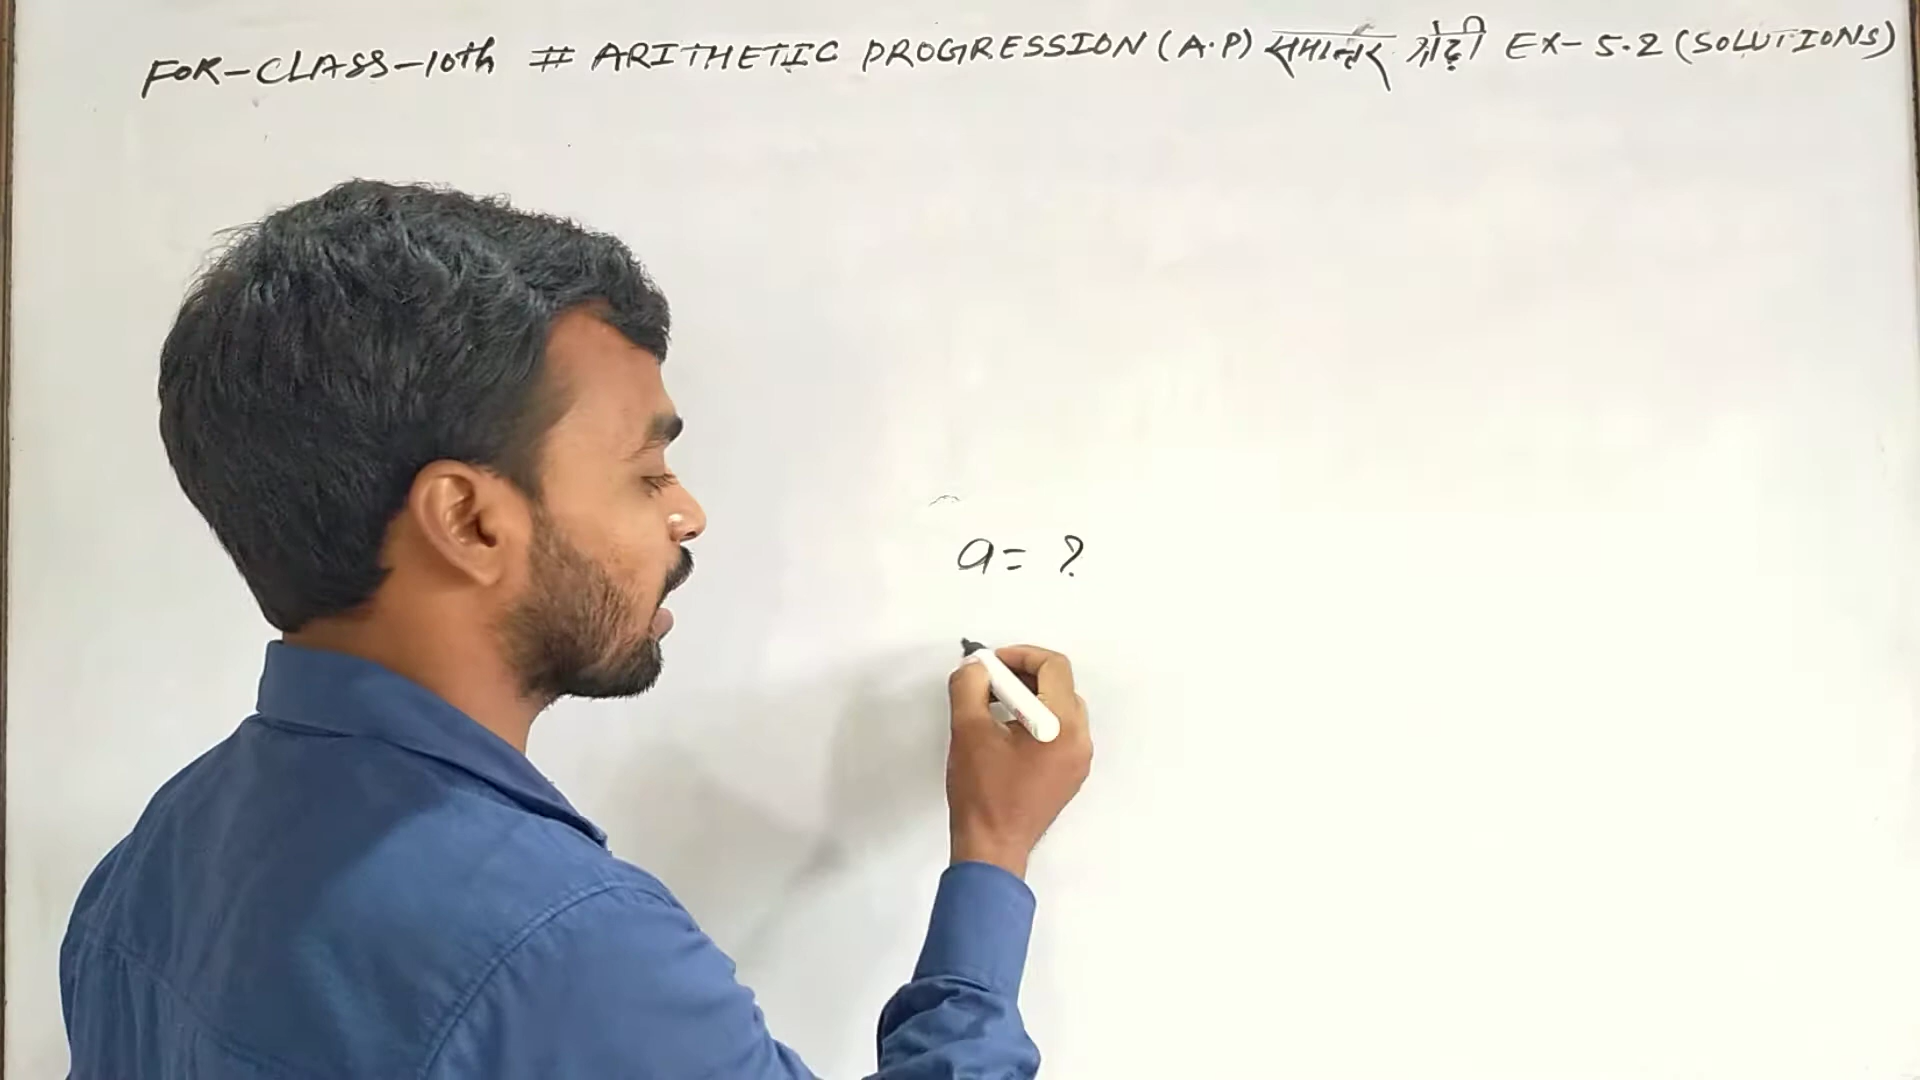 FOR-CLASS-10th # ARITHETIC PROGRESSION (A.P) समान्तर श्रेढ़ी EX- 5.2 (SOLUTIONS)
a = ?